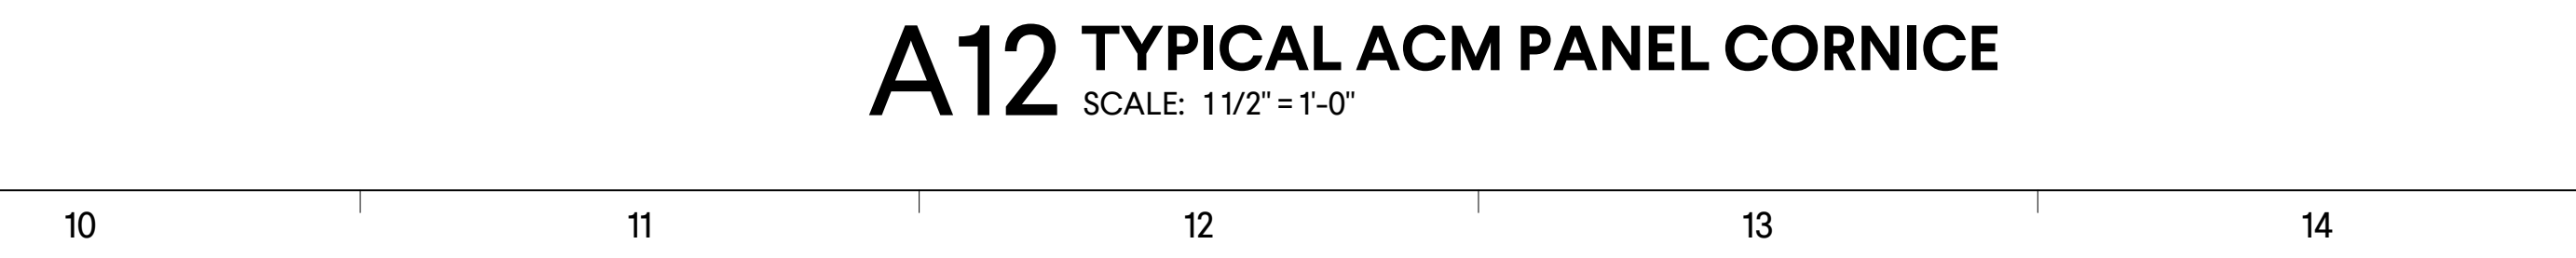 A12 TYPICAL ACM PANEL CORNICE
SCALE: 1 1/2" = 1'-0"
10 11 12 13 14